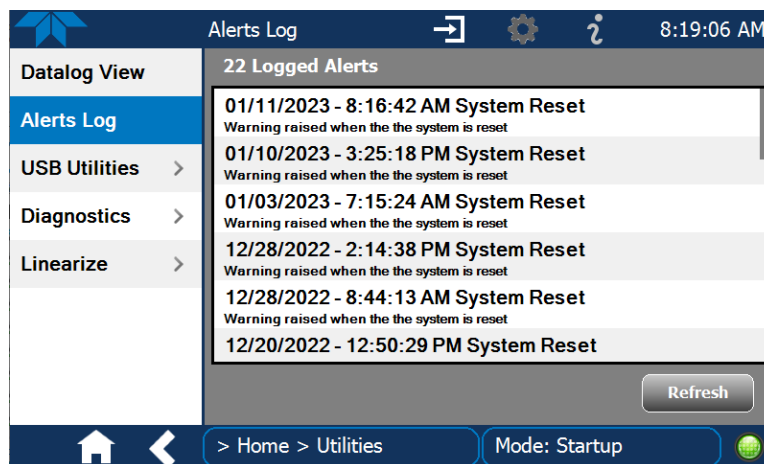 Alerts Log
8:19:06 AM
Datalog View
Alerts Log
USB Utilities
Diagnostics
Linearize
22 Logged Alerts
01/11/2023 - 8:16:42 AM System Reset
Warning raised when the the system is reset
01/10/2023 - 3:25:18 PM System Reset
Warning raised when the the system is reset
01/03/2023 - 7:15:24 AM System Reset
Warning raised when the the system is reset
12/28/2022 - 2:14:38 PM System Reset
Warning raised when the the system is reset
12/28/2022 - 8:44:13 AM System Reset
Warning raised when the the system is reset
12/20/2022 - 12:50:29 PM System Reset
Refresh
> Home > Utilities
Mode: Startup